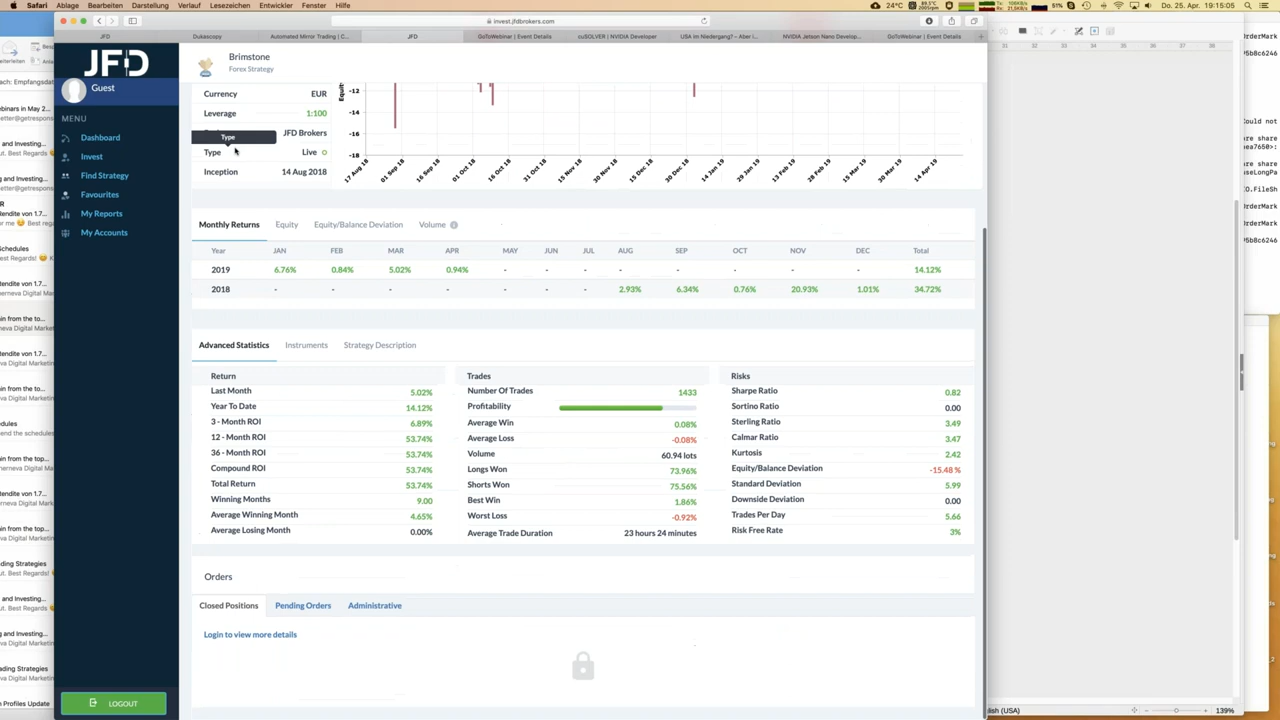 Safari Ablage Bearbeiten Darstellung Verlauf Lesezeichen Entwickler Fenster Hilfe
24°C
51%
Do. 25. Apr. 19:15:05
invest.jfdbrokers.com
JFD
Dukascopy
Automated Mirror Trading | C...
JFD
GoToWebinar | Event Details
cuSOLVER | NVIDIA Developer
USA im Niedergang? – Aber i...
NVIDIA Jetson Nano Develop...
GoToWebinar | Event Details
JFD
Guest
MENU
Dashboard
Invest
Find Strategy
Favourites
My Reports
My Accounts
LOGOUT
Brimstone
Forex Strategy
Currency EUR
Leverage 1:100
JFD Brokers
Type
Type Live
Inception 14 Aug 2018
-12
-14
-16
-18
17 Aug 18
01 Sep 18
16 Sep 18
01 Oct 18
16 Oct 18
31 Oct 18
15 Nov 18
30 Nov 18
15 Dec 18
30 Dec 18
14 Jan 19
29 Jan 19
13 Feb 19
28 Feb 19
15 Mar 19
30 Mar 19
14 Apr 19
Monthly Returns Equity Equity/Balance Deviation Volume
Year JAN FEB MAR APR MAY JUN JUL AUG SEP OCT NOV DEC Total
2019 6.76% 0.84% 5.02% 0.94% - - - - - - - - 14.12%
2018 - - - - - - - 2.93% 6.34% 0.76% 20.93% 1.01% 34.72%
Advanced Statistics Instruments Strategy Description
Return
Last Month 5.02%
Year To Date 14.12%
3 - Month ROI 6.89%
12 - Month ROI 53.74%
36 - Month ROI 53.74%
Compound ROI 53.74%
Total Return 53.74%
Winning Months 9.00
Average Winning Month 4.65%
Average Losing Month 0.00%
Trades
Number Of Trades 1433
Profitability
Average Win 0.08%
Average Loss -0.08%
Volume 60.94 lots
Longs Won 73.96%
Shorts Won 75.56%
Best Win 1.86%
Worst Loss -0.92%
Average Trade Duration 23 hours 24 minutes
Risks
Sharpe Ratio 0.82
Sortino Ratio 0.00
Sterling Ratio 3.49
Calmar Ratio 3.47
Kurtosis 2.42
Equity/Balance Deviation -15.48 %
Standard Deviation 5.99
Downside Deviation 0.00
Trades Per Day 5.66
Risk Free Rate 3%
Orders
Closed Positions Pending Orders Administrative
Login to view more details
139%